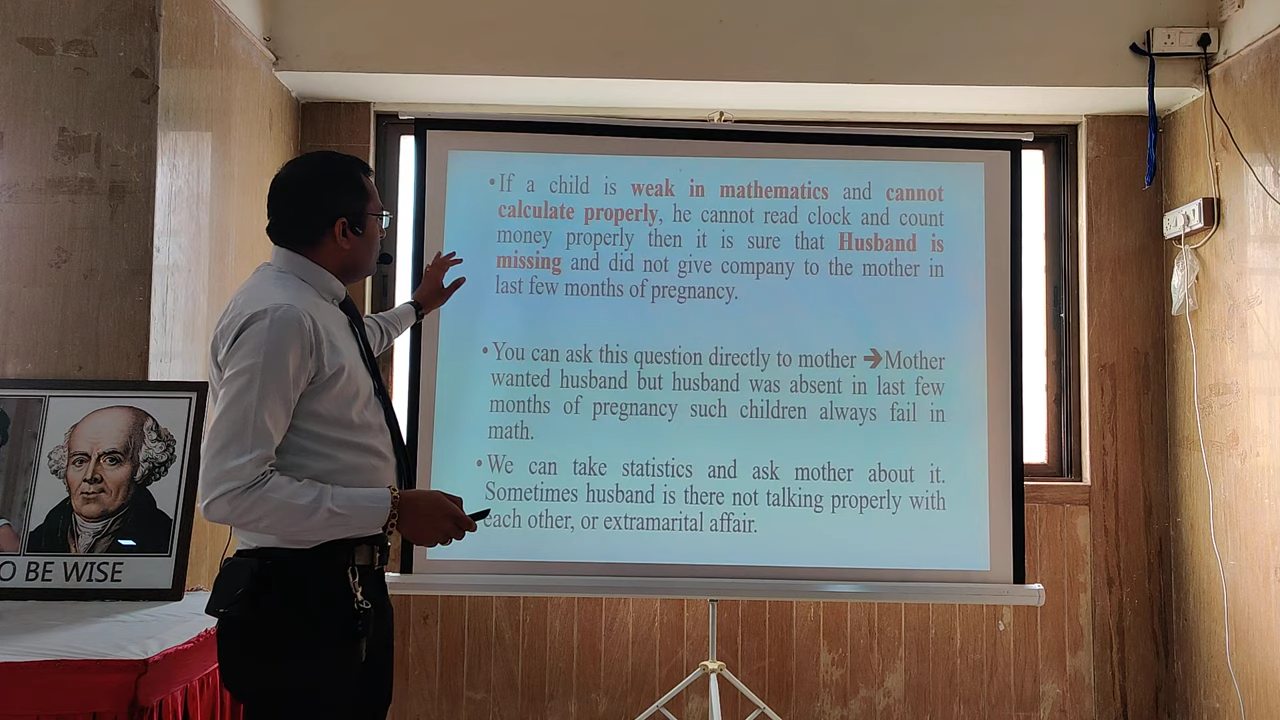 •If a child is weak in mathematics and cannot
calculate properly, he cannot read clock and count
money properly then it is sure that Husband is
missing and did not give company to the mother in
last few months of pregnancy.
•You can ask this question directly to mother ➔Mother
wanted husband but husband was absent in last few
months of pregnancy such children always fail in
math.
•We can take statistics and ask mother about it.
Sometimes husband is there not talking properly with
each other, or extramarital affair.
O BE WISE